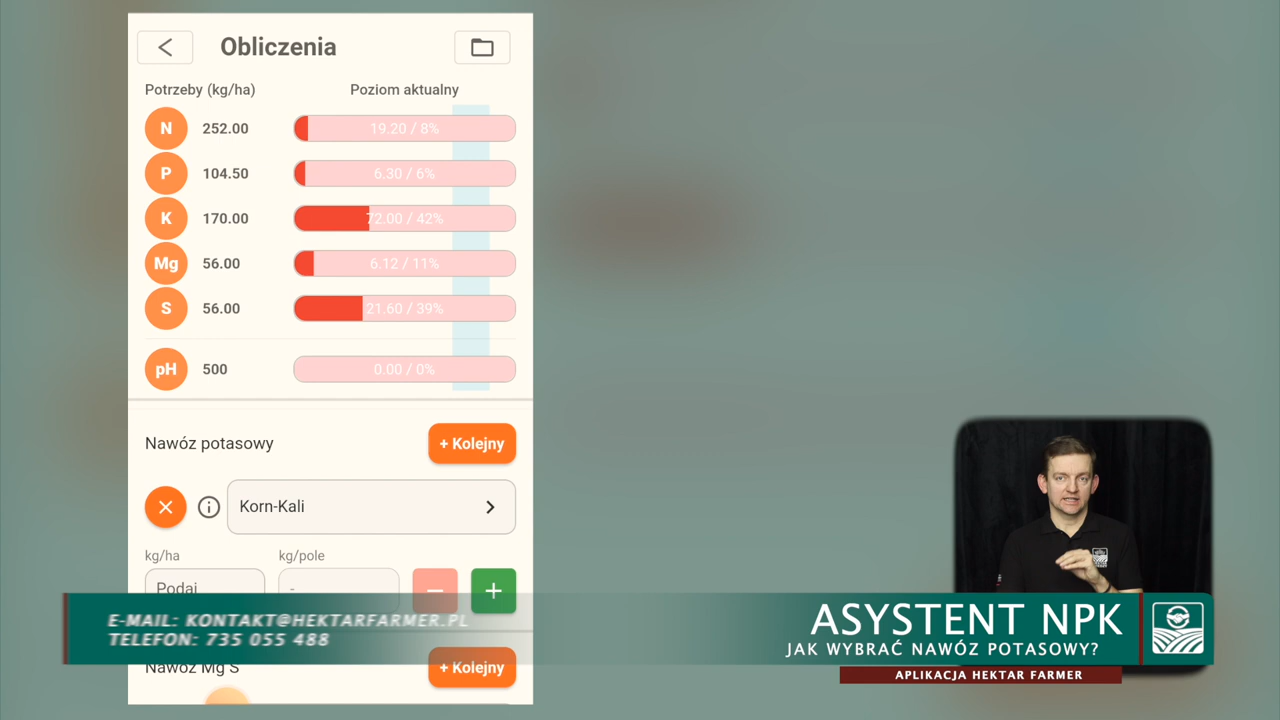 Obliczenia
Potrzeby (kg/ha) Poziom aktualny
N 252.00 19.20 / 8%
P 104.50 6.30 / 6%
K 170.00 72.00 / 42%
Mg 56.00 6.12 / 11%
S 56.00 21.60 / 39%
pH 500 0.00 / 0%
Nawóz potasowy + Kolejny
Korn-Kali
kg/ha kg/pole
Podaj -
E-MAIL: KONTAKT@HEKTARFARMER.PL
TELEFON: 735 055 488
ASYSTENT NPK
JAK WYBRAĆ NAWÓZ POTASOWY?
Nawóz Mg S + Kolejny
APLIKACJA HEKTAR FARMER